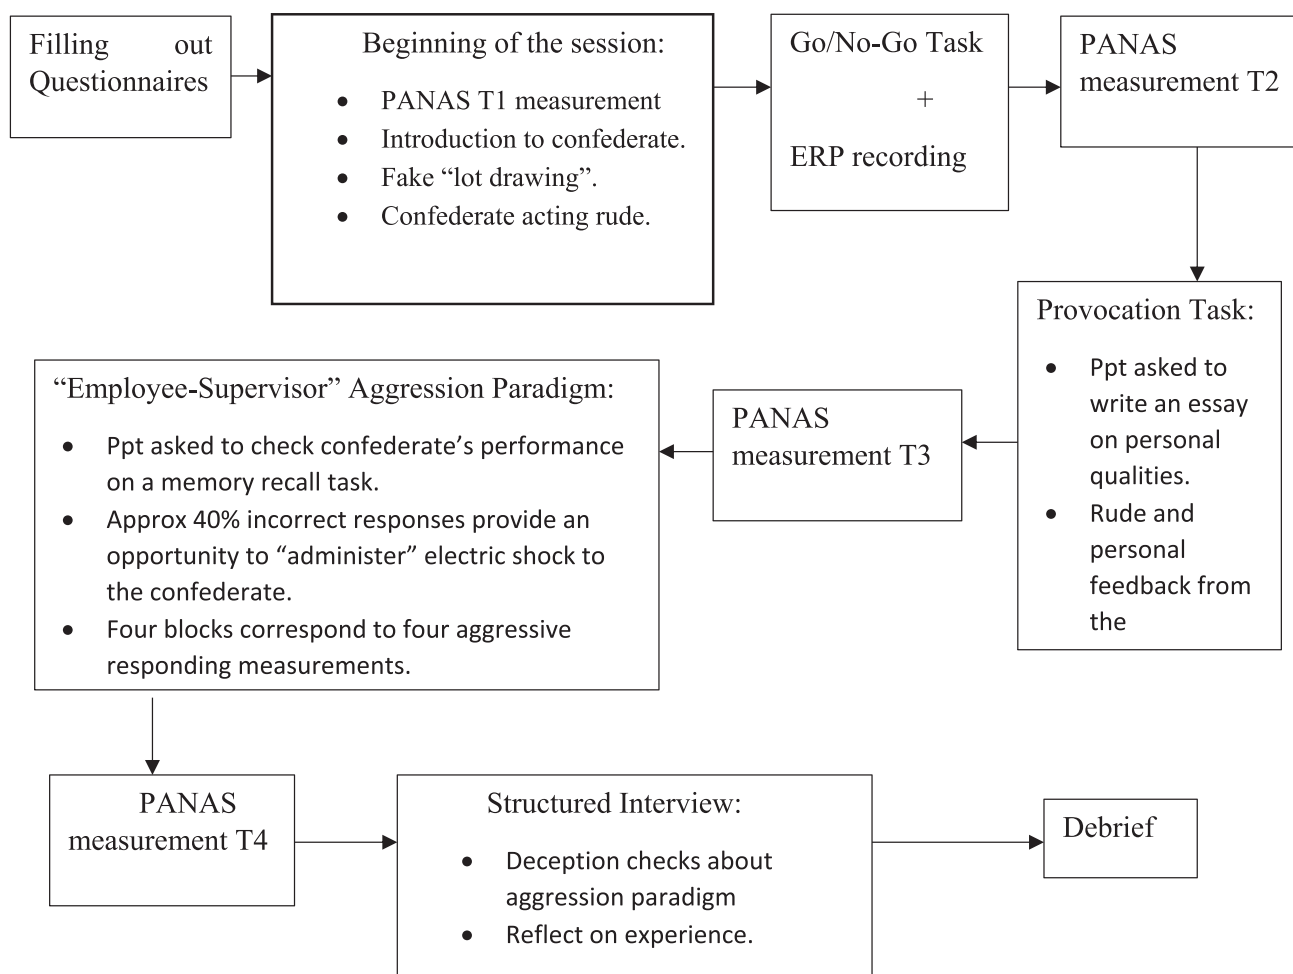 Filling out
Questionnaires
Beginning of the session:
• PANAS T1 measurement
• Introduction to confederate.
• Fake “lot drawing”.
• Confederate acting rude.
Go/No-Go Task
+
ERP recording
PANAS
measurement T2
Provocation Task:
• Ppt asked to
write an essay
on personal
qualities.
• Rude and
personal
feedback from
the
PANAS
measurement T3
“Employee-Supervisor” Aggression Paradigm:
• Ppt asked to check confederate’s performance
on a memory recall task.
• Approx 40% incorrect responses provide an
opportunity to “administer” electric shock to
the confederate.
• Four blocks correspond to four aggressive
responding measurements.
PANAS
measurement T4
Structured Interview:
• Deception checks about
aggression paradigm
• Reflect on experience.
Debrief